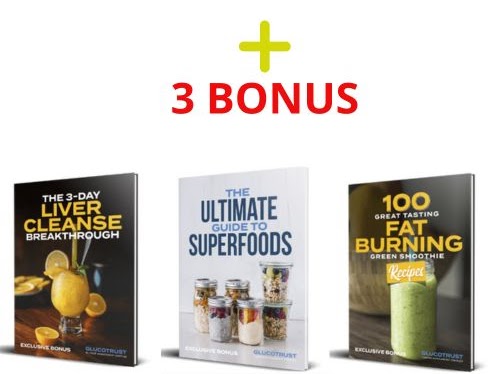 +
3 BONUS
THE 3-DAY
LIVER
CLEANSE
BREAKTHROUGH
EXCLUSIVE BONUS
GLUCOTRUST
THE
ULTIMATE
GUIDE TO
SUPERFOODS
EXCLUSIVE BONUS
GLUCOTRUST
100
GREAT TASTING
FAT
BURNING
GREEN SMOOTHIE
Recipes
EXCLUSIVE BONUS
GLUCOTRUST